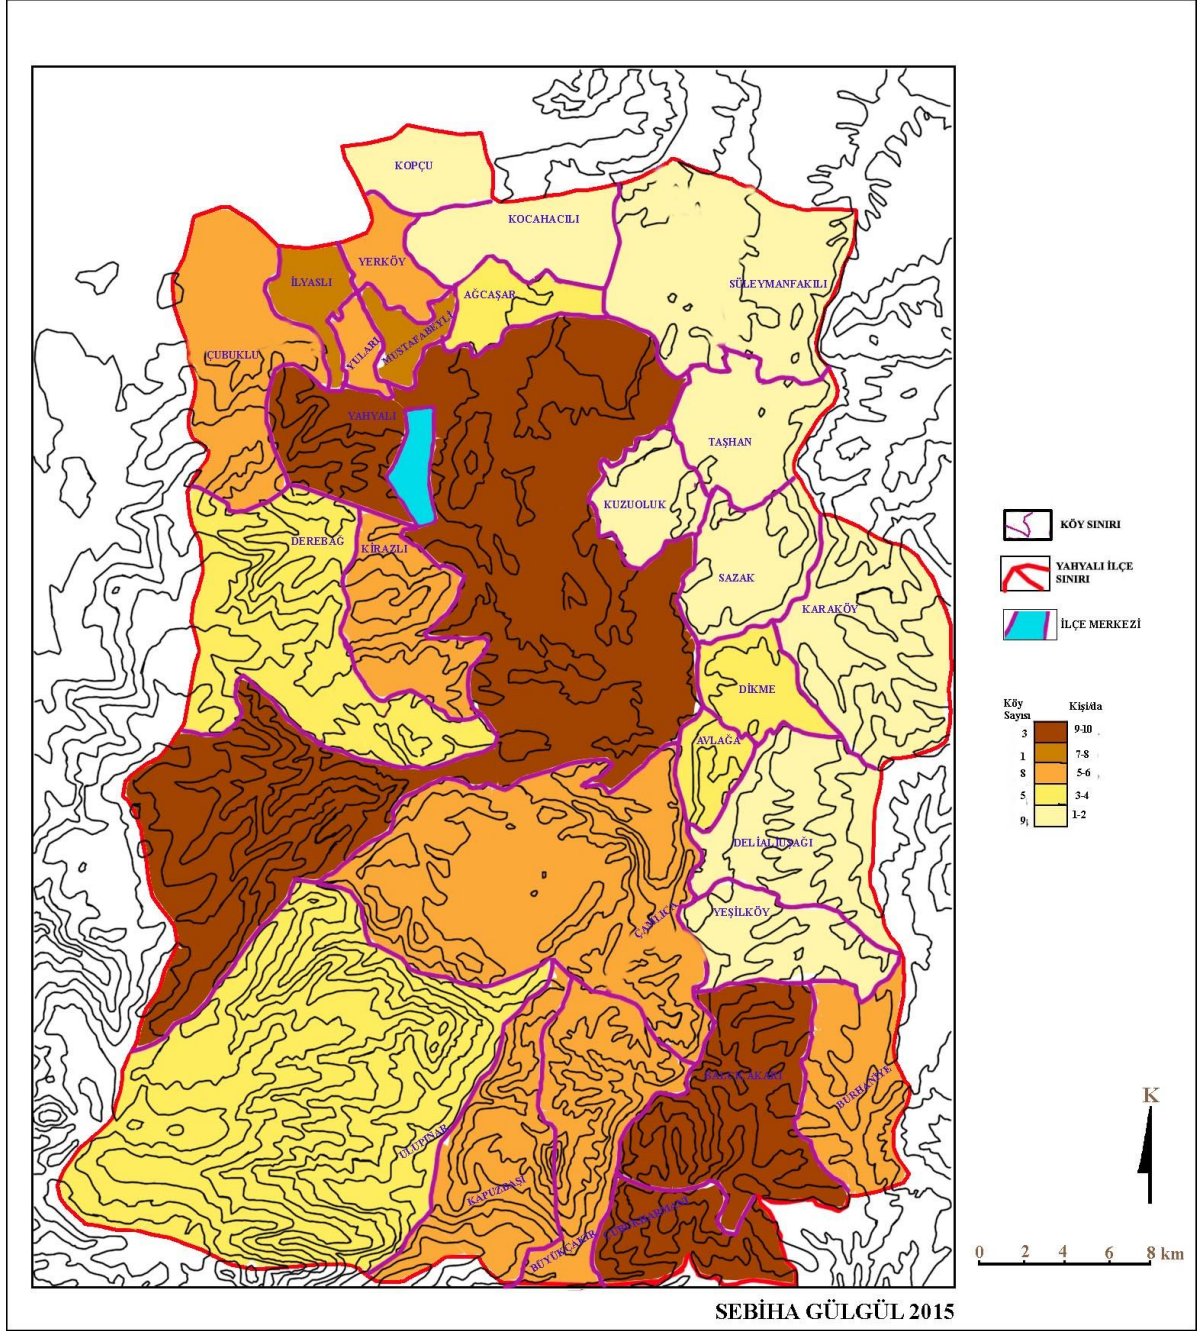 KOPÇU
KOCAHACILI
YERKÖY
İLYASLI
SÜLEYMANFAKILI
AĞCAŞAR
MUSTAFABEYLİ
YULARI
ÇUBUKLU
YAHYALI
TAŞHAN
KUZUOLUK
DEREBAĞ
KİRAZLI
SAZAK
KARAKÖY
DİKME
AVLAĞA
DELİALİUŞAĞI
YEŞİLKÖY
ÇAMLICA
BURHANİYE
ULUPINAR
KAPUZBAŞI
BÜYÜKÇAKIR
KÖY SINIRI
YAHYALI İLÇE
SINIRI
İLÇE MERKEZİ
Köy
Sayısı
Kişi/da
3 9-10
1 7-8
8 5-6
5 3-4
9 1-2
K
0 2 4 6 8 km
SEBİHA GÜLGÜL 2015